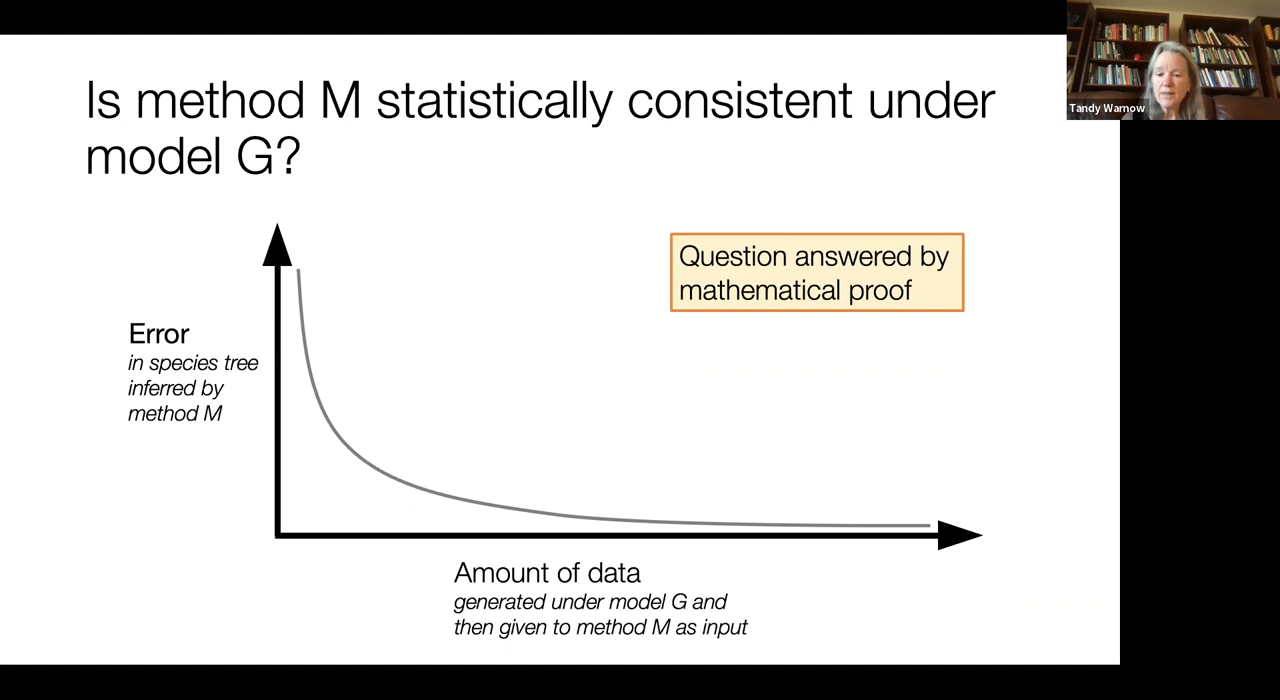 Is method M statistically consistent under
model G?
Tandy Warnow
Question answered by
mathematical proof
Error
in species tree
inferred by
method M
Amount of data
generated under model G and
then given to method M as input